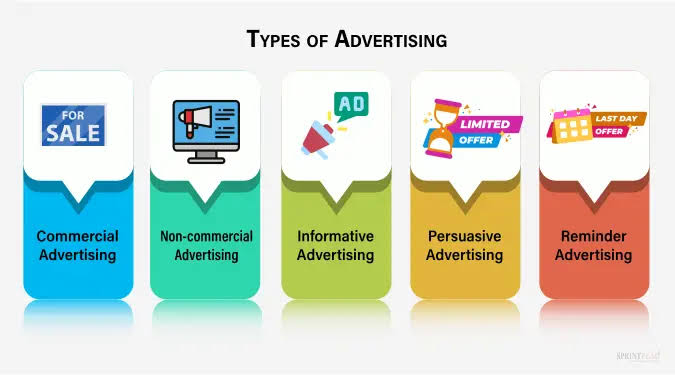 TYPES OF ADVERTISING
FOR
SALE
AD
LIMITED
OFFER
LAST DAY
OFFER
Commercial
Advertising
Non-commercial
Advertising
Informative
Advertising
Persuasive
Advertising
Reminder
Advertising